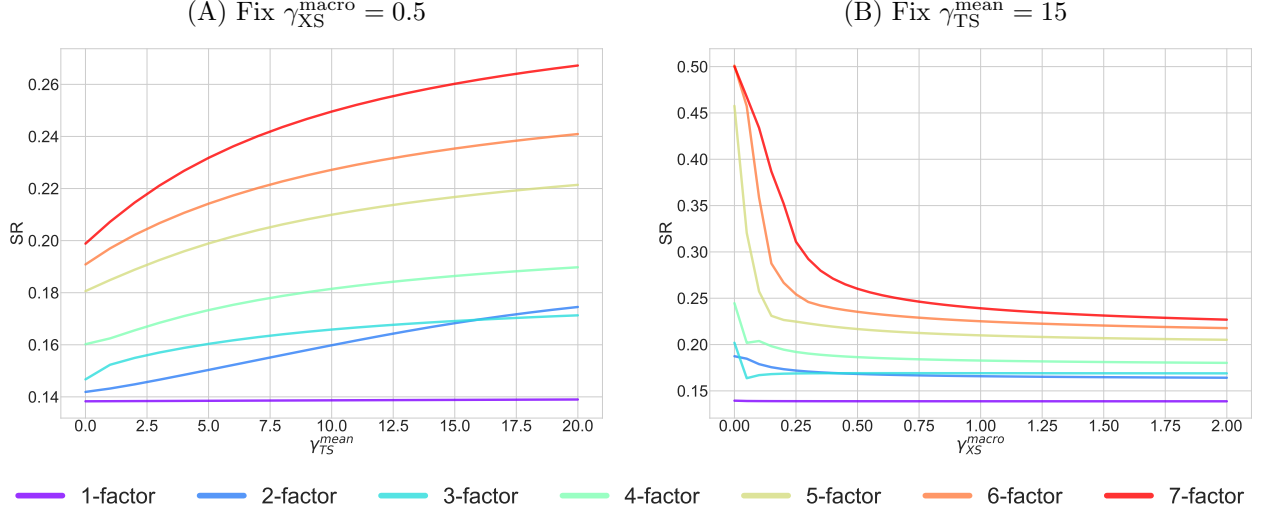 (A) Fix γ_XS^macro = 0.5
(B) Fix γ_TS^mean = 15
SR
0.26
0.24
0.22
0.20
0.18
0.16
0.14
0.0 2.5 5.0 7.5 10.0 12.5 15.0 17.5 20.0
γ_TS^mean
SR
0.50
0.45
0.40
0.35
0.30
0.25
0.20
0.15
0.00 0.25 0.50 0.75 1.00 1.25 1.50 1.75 2.00
γ_XS^macro
1-factor 2-factor 3-factor 4-factor 5-factor 6-factor 7-factor